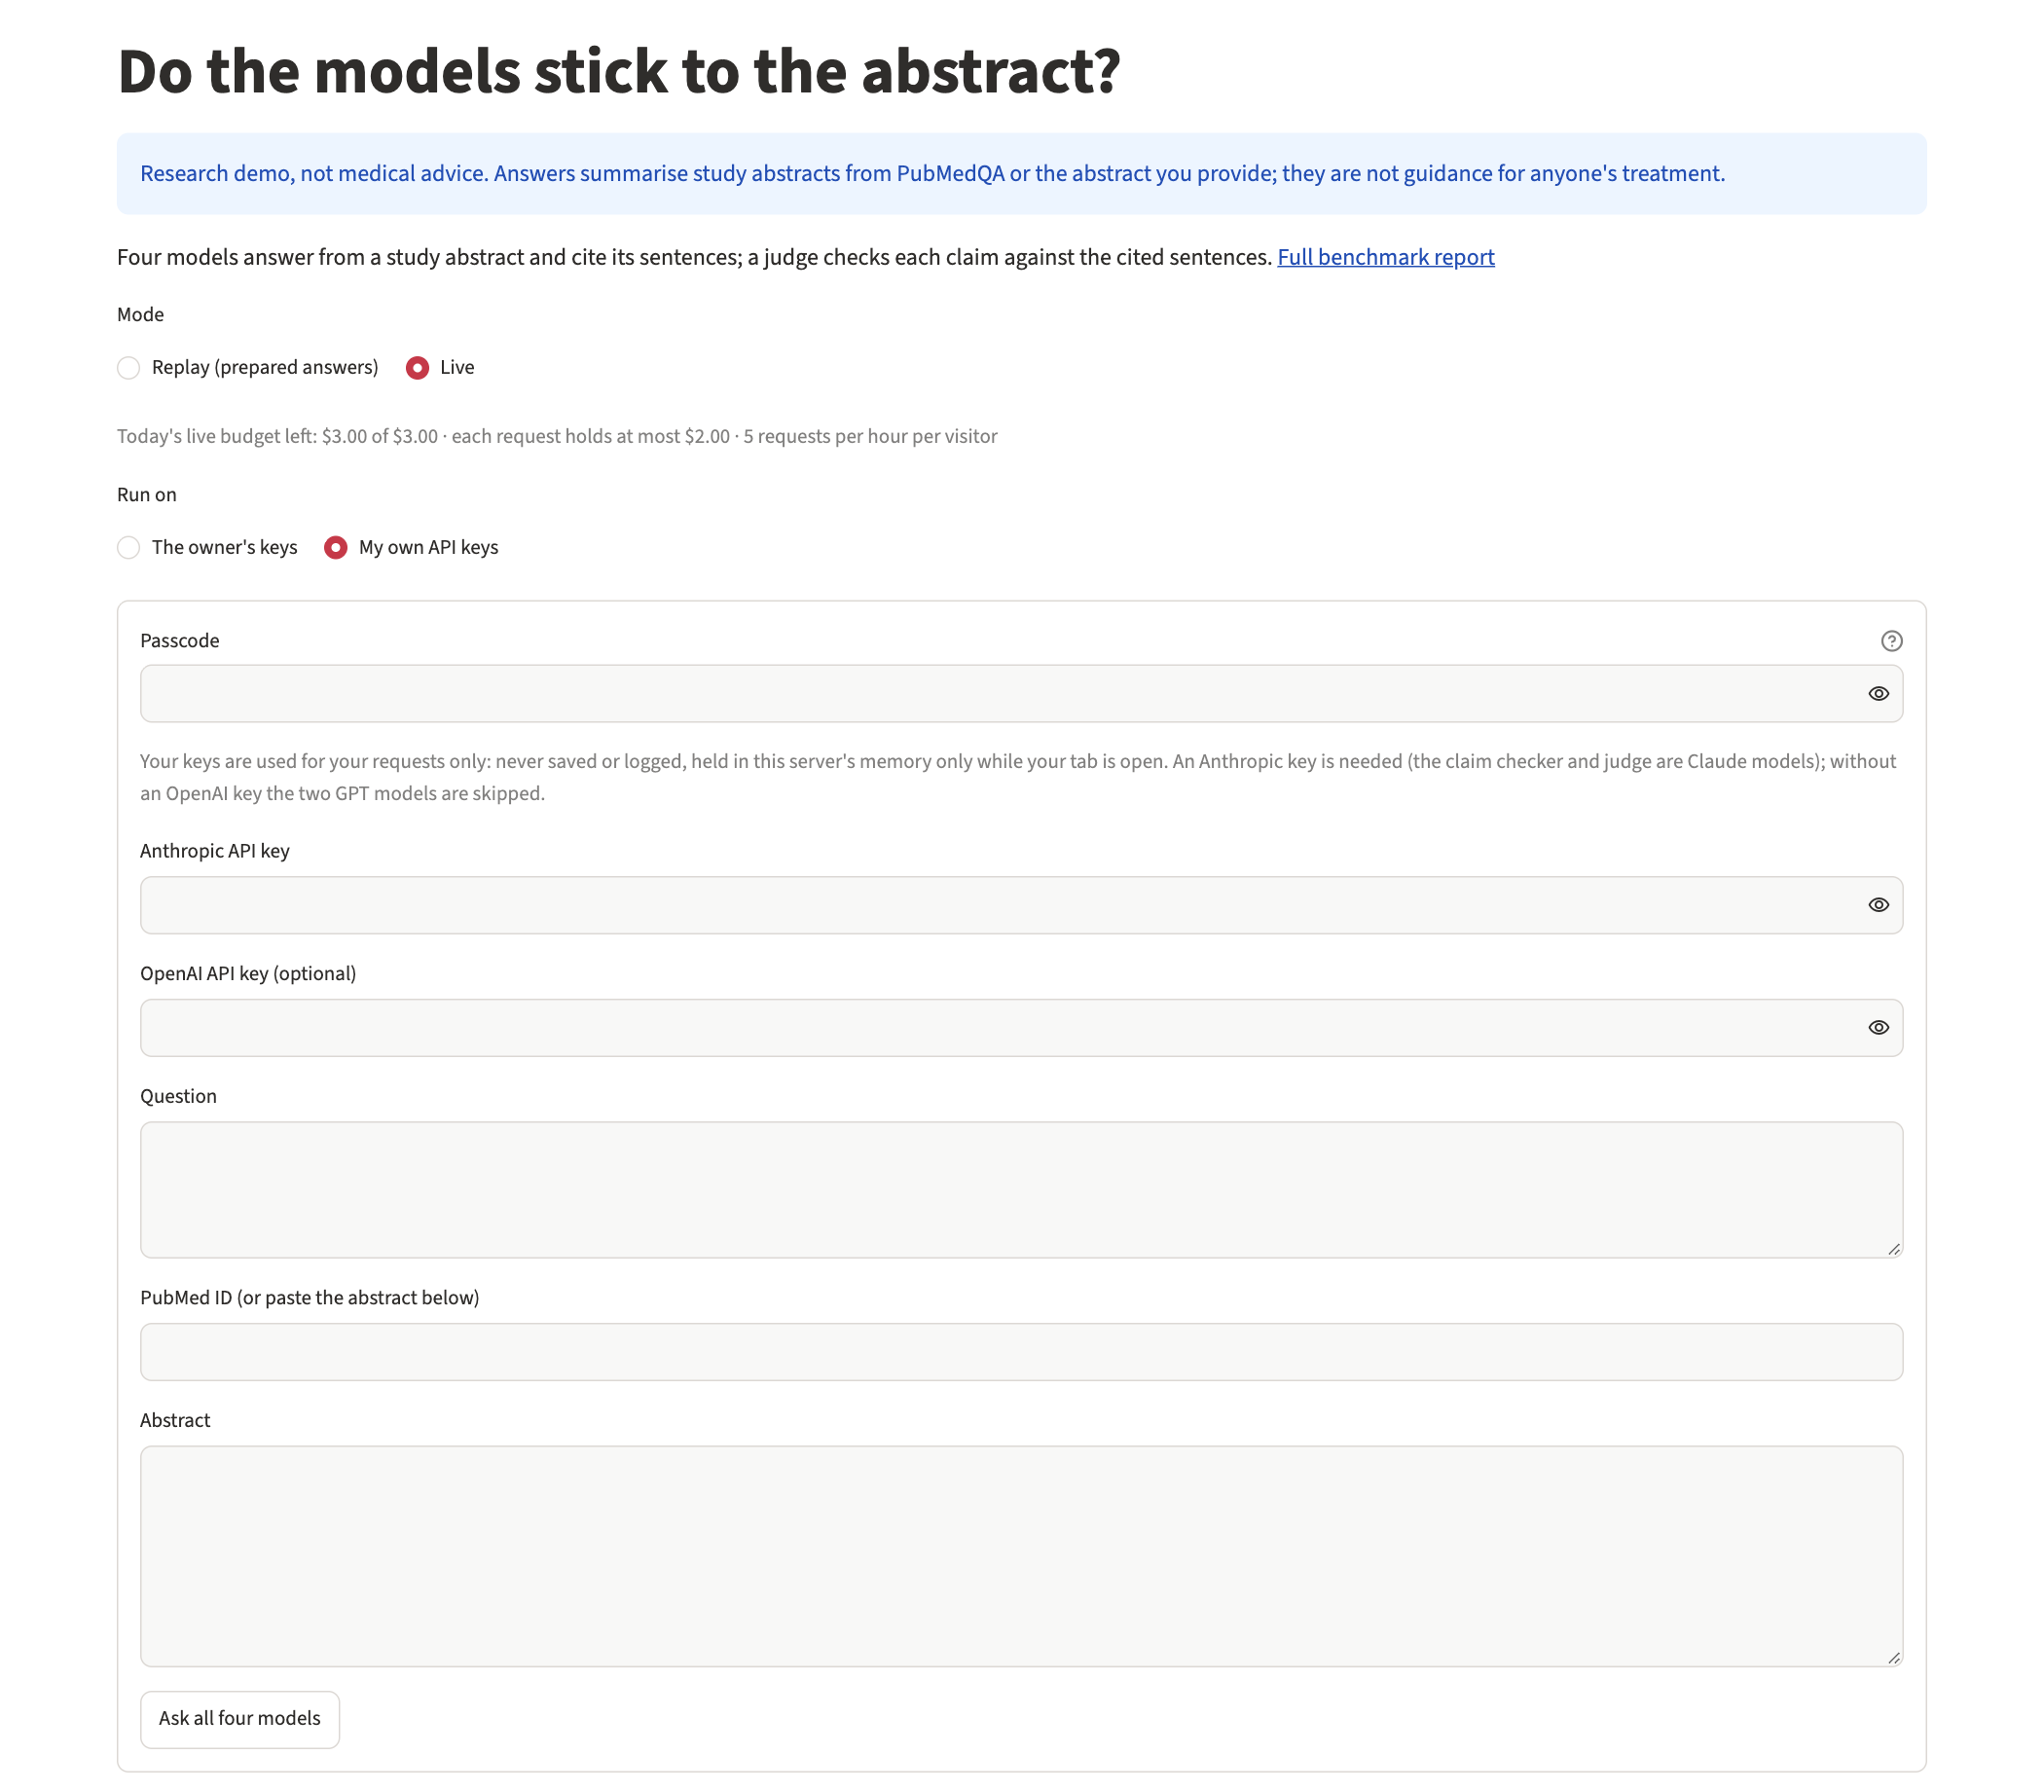 Do the models stick to the abstract?
Research demo, not medical advice. Answers summarise study abstracts from PubMedQA or the abstract you provide; they are not guidance for anyone's treatment.
Four models answer from a study abstract and cite its sentences; a judge checks each claim against the cited sentences. Full benchmark report
Mode
Replay (prepared answers) Live
Today's live budget left: $3.00 of $3.00 · each request holds at most $2.00 · 5 requests per hour per visitor
Run on
The owner's keys My own API keys
Passcode
Your keys are used for your requests only: never saved or logged, held in this server's memory only while your tab is open. An Anthropic key is needed (the claim checker and judge are Claude models); without
an OpenAI key the two GPT models are skipped.
Anthropic API key
OpenAI API key (optional)
Question
PubMed ID (or paste the abstract below)
Abstract
Ask all four models